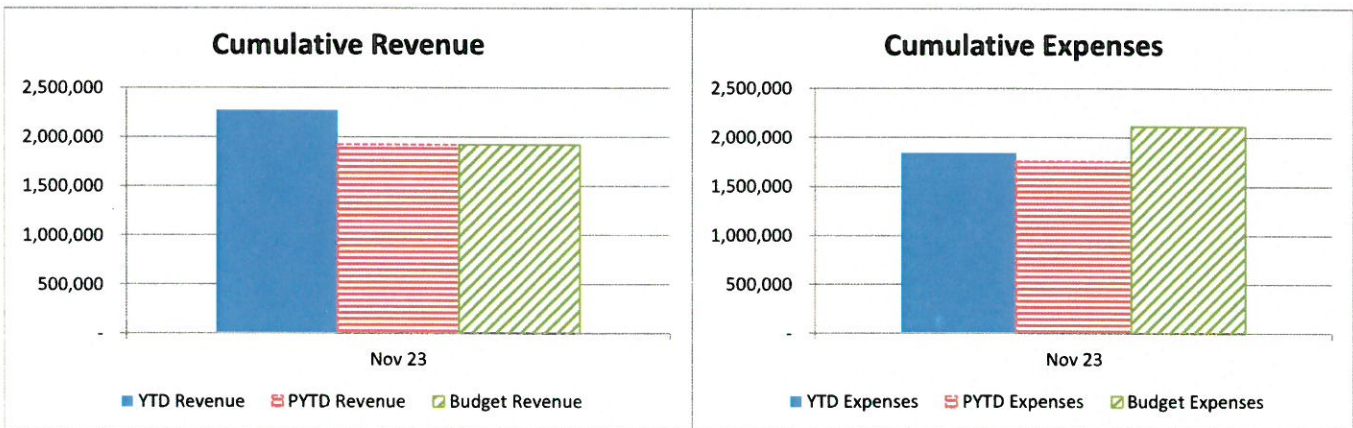 Cumulative Revenue
2,500,000
2,000,000
1,500,000
1,000,000
500,000
-
Nov 23
YTD Revenue PYTD Revenue Budget Revenue
Cumulative Expenses
2,500,000
2,000,000
1,500,000
1,000,000
500,000
-
Nov 23
YTD Expenses PYTD Expenses Budget Expenses